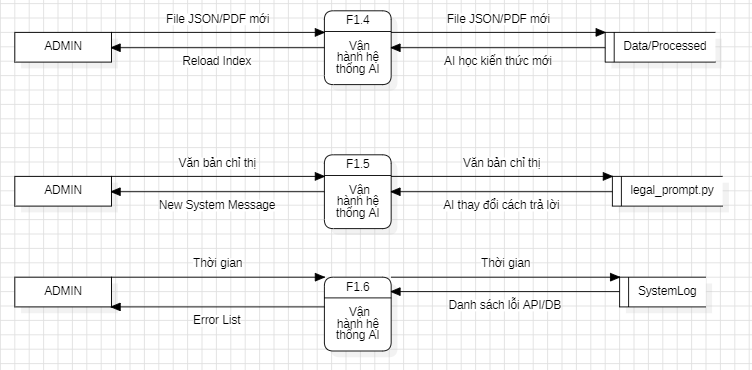 File JSON/PDF mới
F1.4
File JSON/PDF mới
ADMIN
Vận
hành hệ
thống AI
Data/Processed
Reload Index
AI học kiến thức mới
Văn bản chỉ thị
F1.5
Văn bản chỉ thị
ADMIN
Vận
hành hệ
thống AI
legal_prompt.py
New System Message
AI thay đổi cách trả lời
Thời gian
F1.6
Thời gian
ADMIN
Vận
hành hệ
thống AI
SystemLog
Error List
Danh sách lỗi API/DB